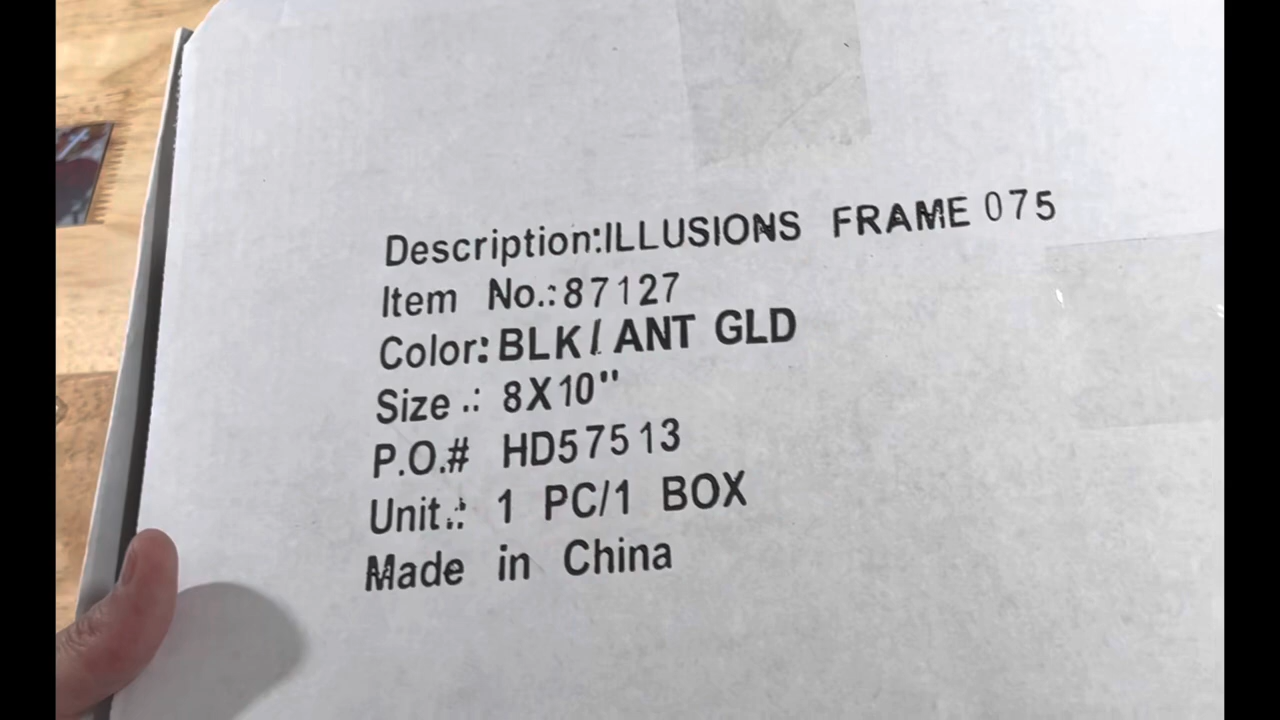 Description:ILLUSIONS FRAME 075
Item No.:87127
Color:BLK/ANT GLD
Size.: 8X10"
P.O.# HD57513
Unit.: 1 PC/1 BOX
Made in China